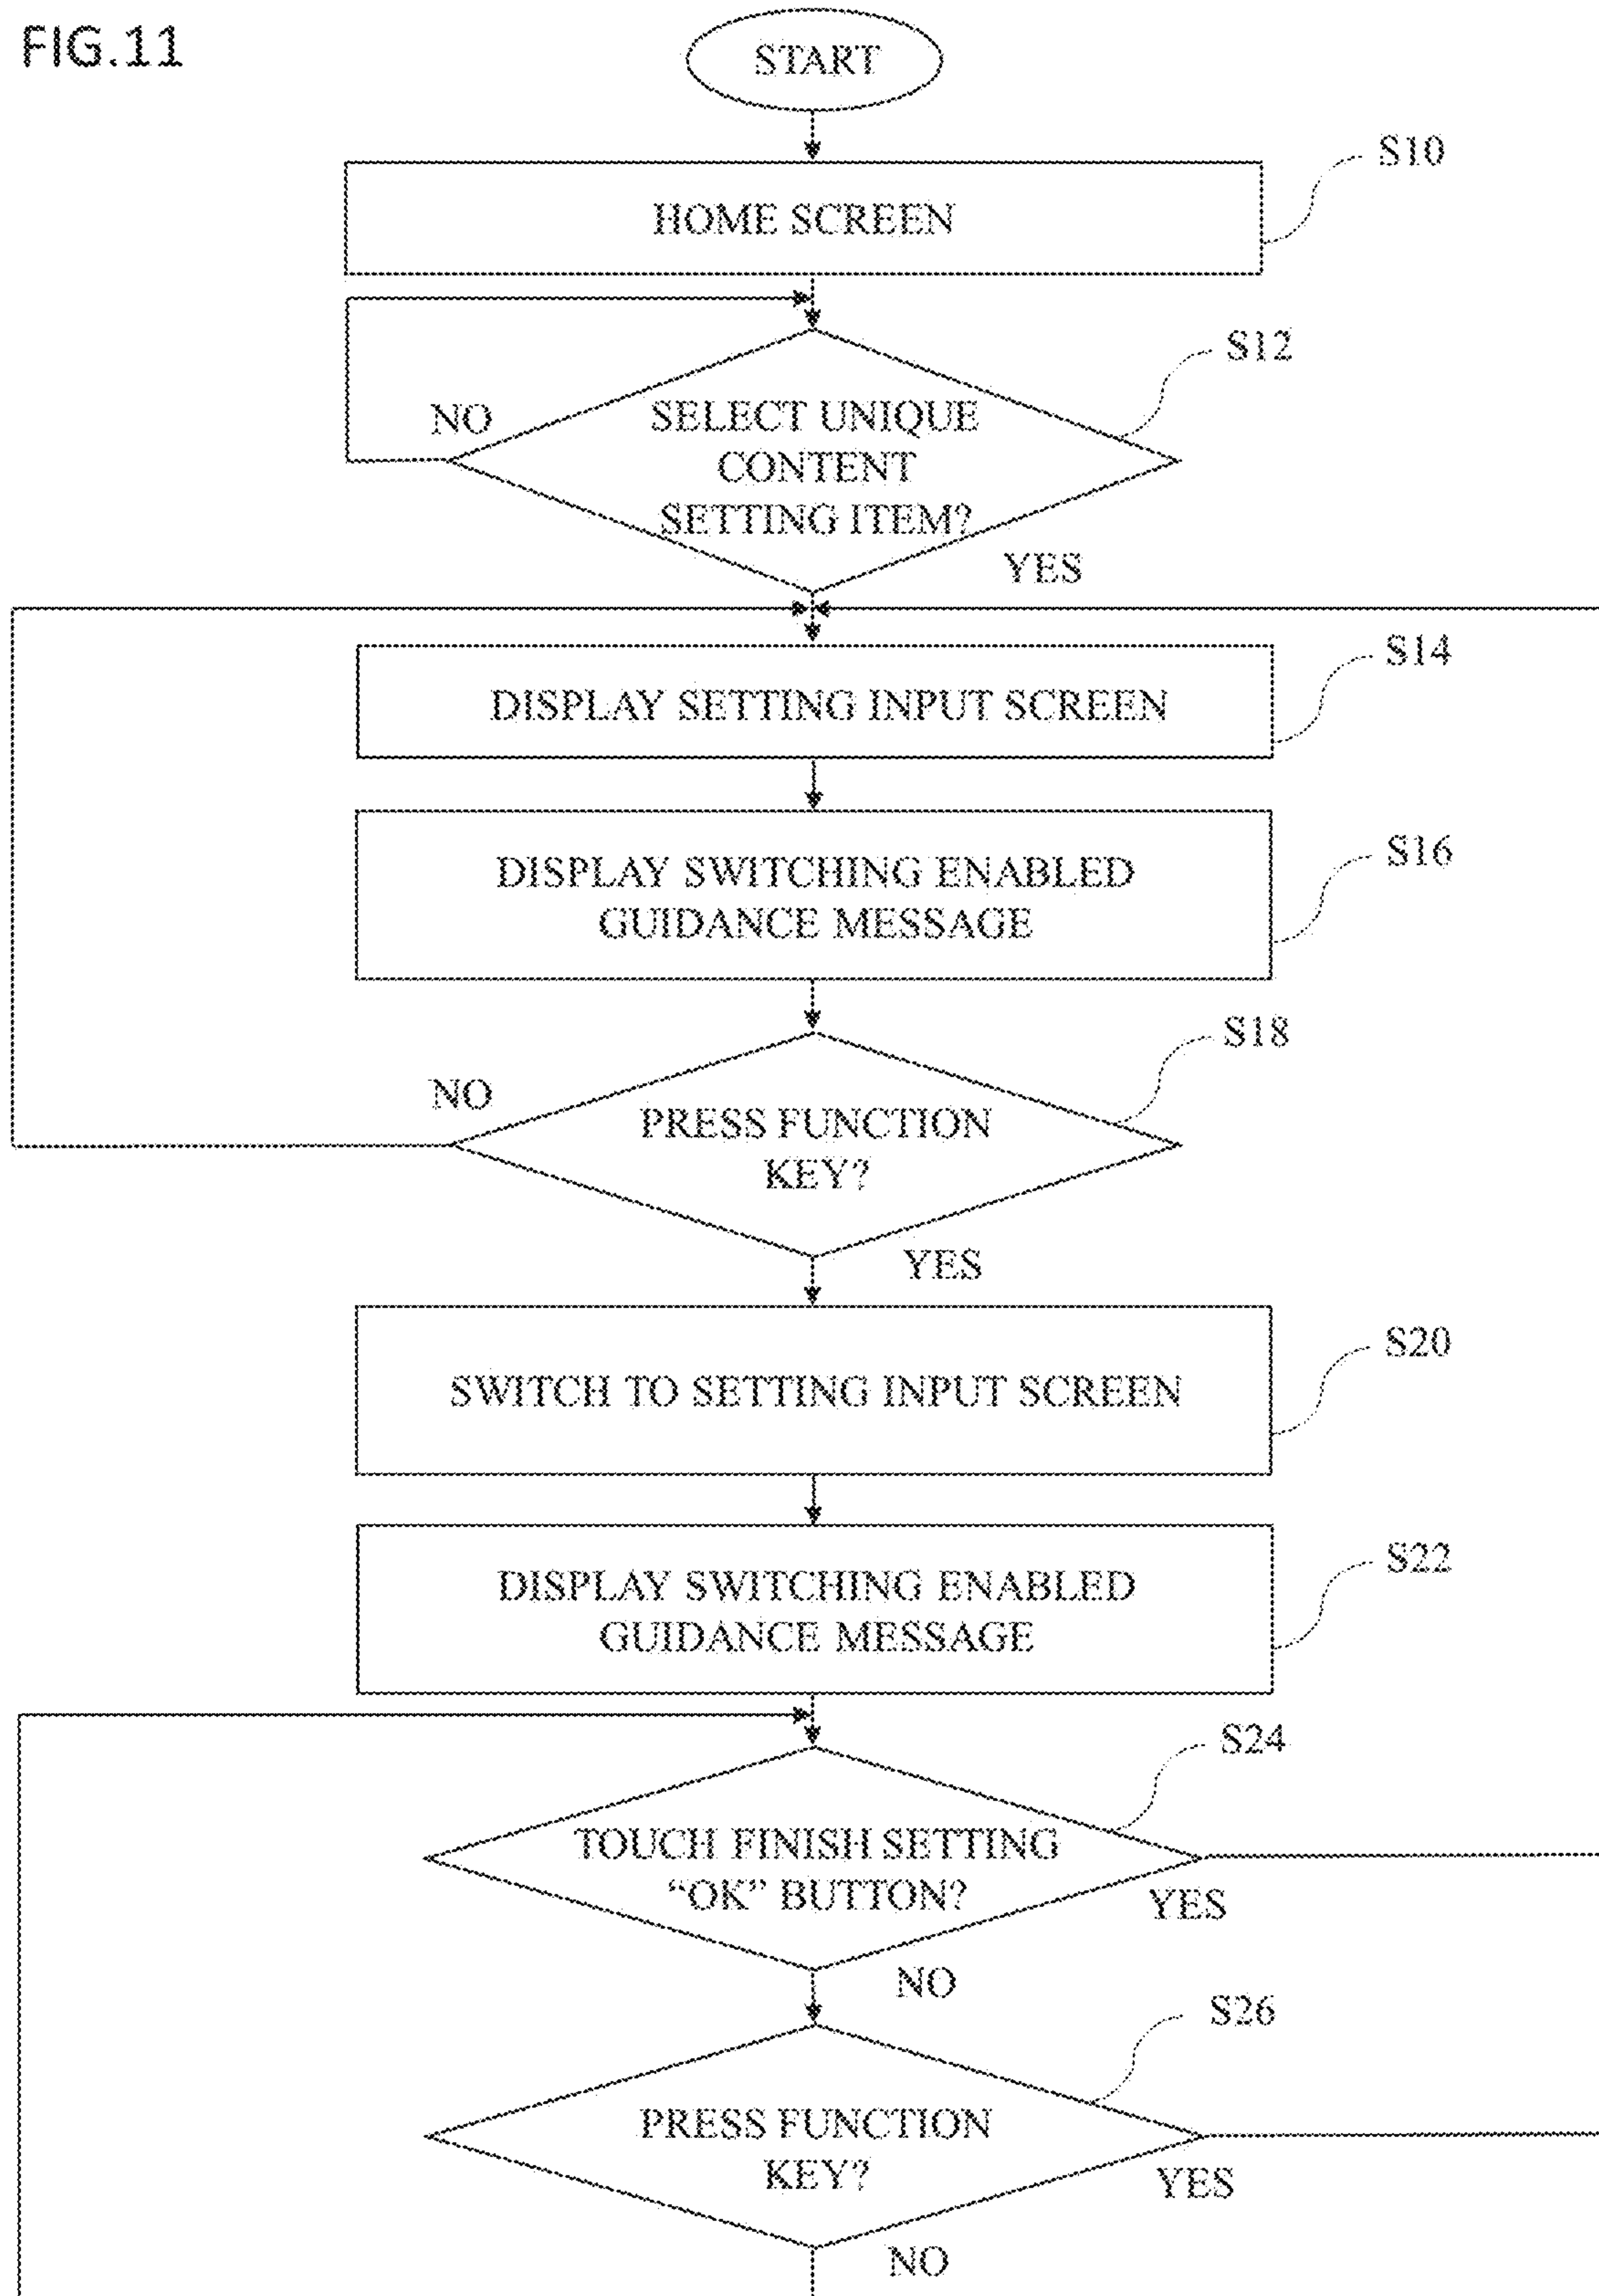 FIG.11
START
S10
HOME SCREEN
S12
NO
SELECT UNIQUE
CONTENT
SETTING ITEM?
YES
S14
DISPLAY SETTING INPUT SCREEN
S16
DISPLAY SWITCHING ENABLED
GUIDANCE MESSAGE
S18
NO
PRESS FUNCTION
KEY?
YES
S20
SWITCH TO SETTING INPUT SCREEN
S22
DISPLAY SWITCHING ENABLED
GUIDANCE MESSAGE
S24
TOUCH FINISH SETTING
“OK” BUTTON?
YES
NO
S26
PRESS FUNCTION
KEY?
YES
NO